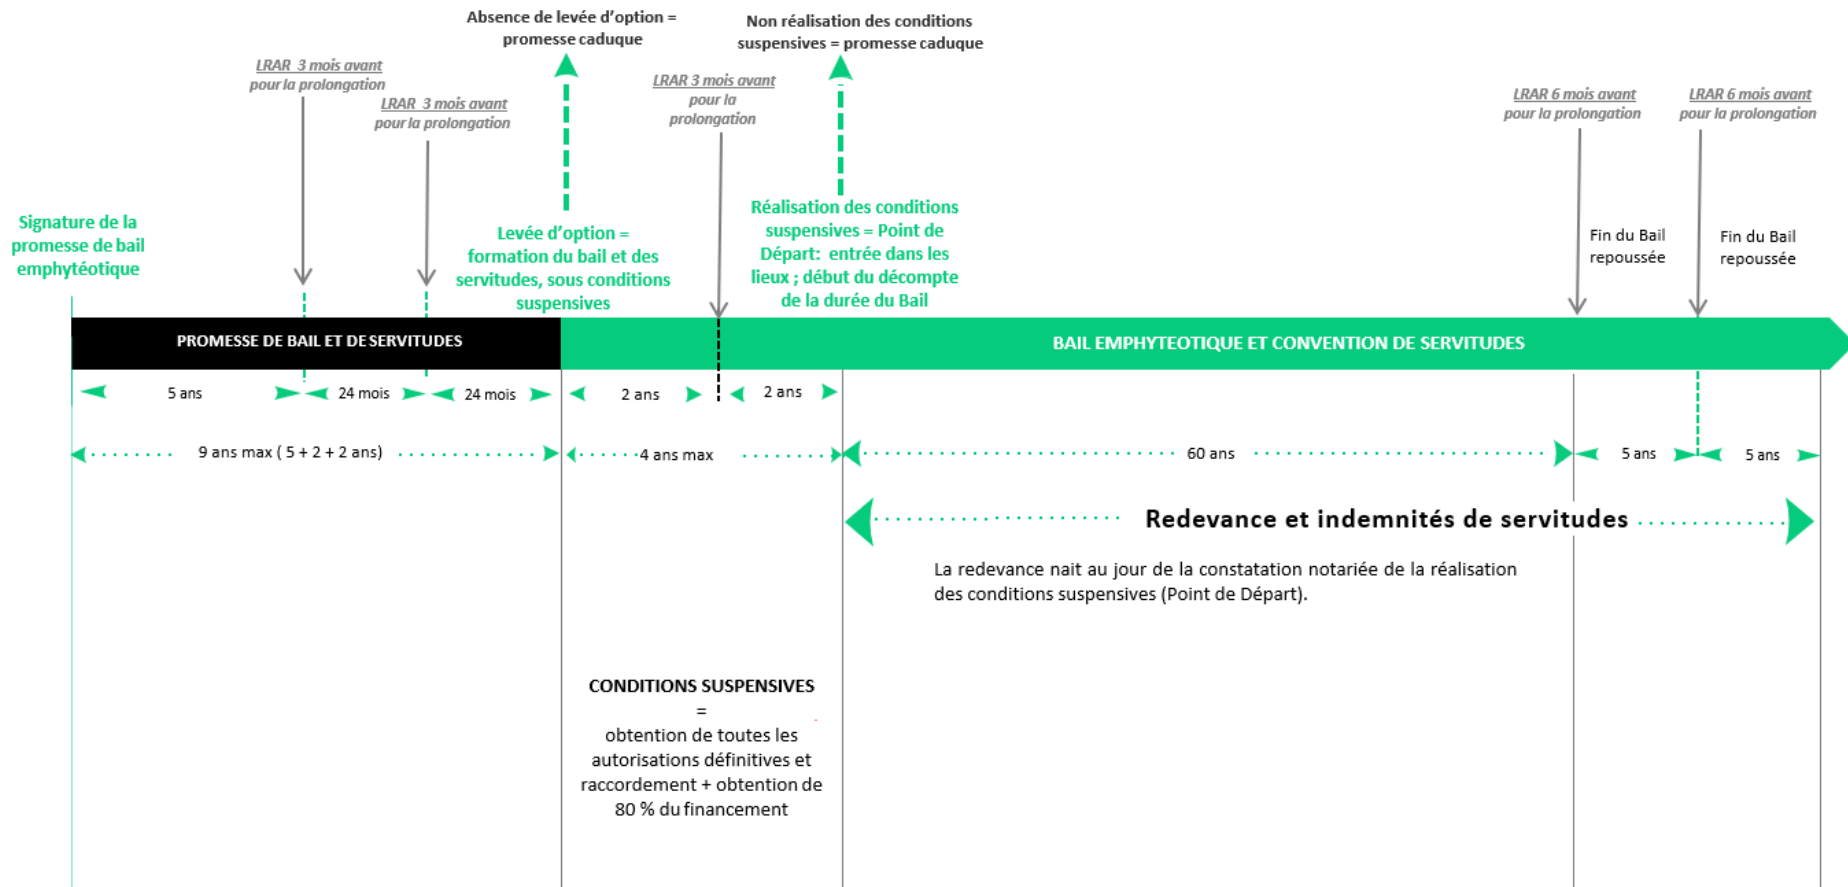 Absence de levée d’option =
promesse caduque
Non réalisation des conditions
suspensives = promesse caduque
LRAR 3 mois avant
pour la prolongation
LRAR 3 mois avant
pour la prolongation
LRAR 3 mois avant
pour la
prolongation
LRAR 6 mois avant
pour la prolongation
LRAR 6 mois avant
pour la prolongation
Signature de la
promesse de bail
emphytéotique
Levée d’option =
formation du bail et des
servitudes, sous conditions
suspensives
Réalisation des conditions
suspensives = Point de
Départ: entrée dans les
lieux ; début du décompte
de la durée du Bail
Fin du Bail
repoussée
Fin du Bail
repoussée
PROMESSE DE BAIL ET DE SERVITUDES
BAIL EMPHYTEOTIQUE ET CONVENTION DE SERVITUDES
5 ans
24 mois
24 mois
2 ans
2 ans
9 ans max ( 5 + 2 + 2 ans)
4 ans max
60 ans
5 ans
5 ans
Redevance et indemnités de servitudes
La redevance nait au jour de la constatation notariée de la réalisation
des conditions suspensives (Point de Départ).
CONDITIONS SUSPENSIVES
=
obtention de toutes les
autorisations définitives et
raccordement + obtention de
80 % du financement